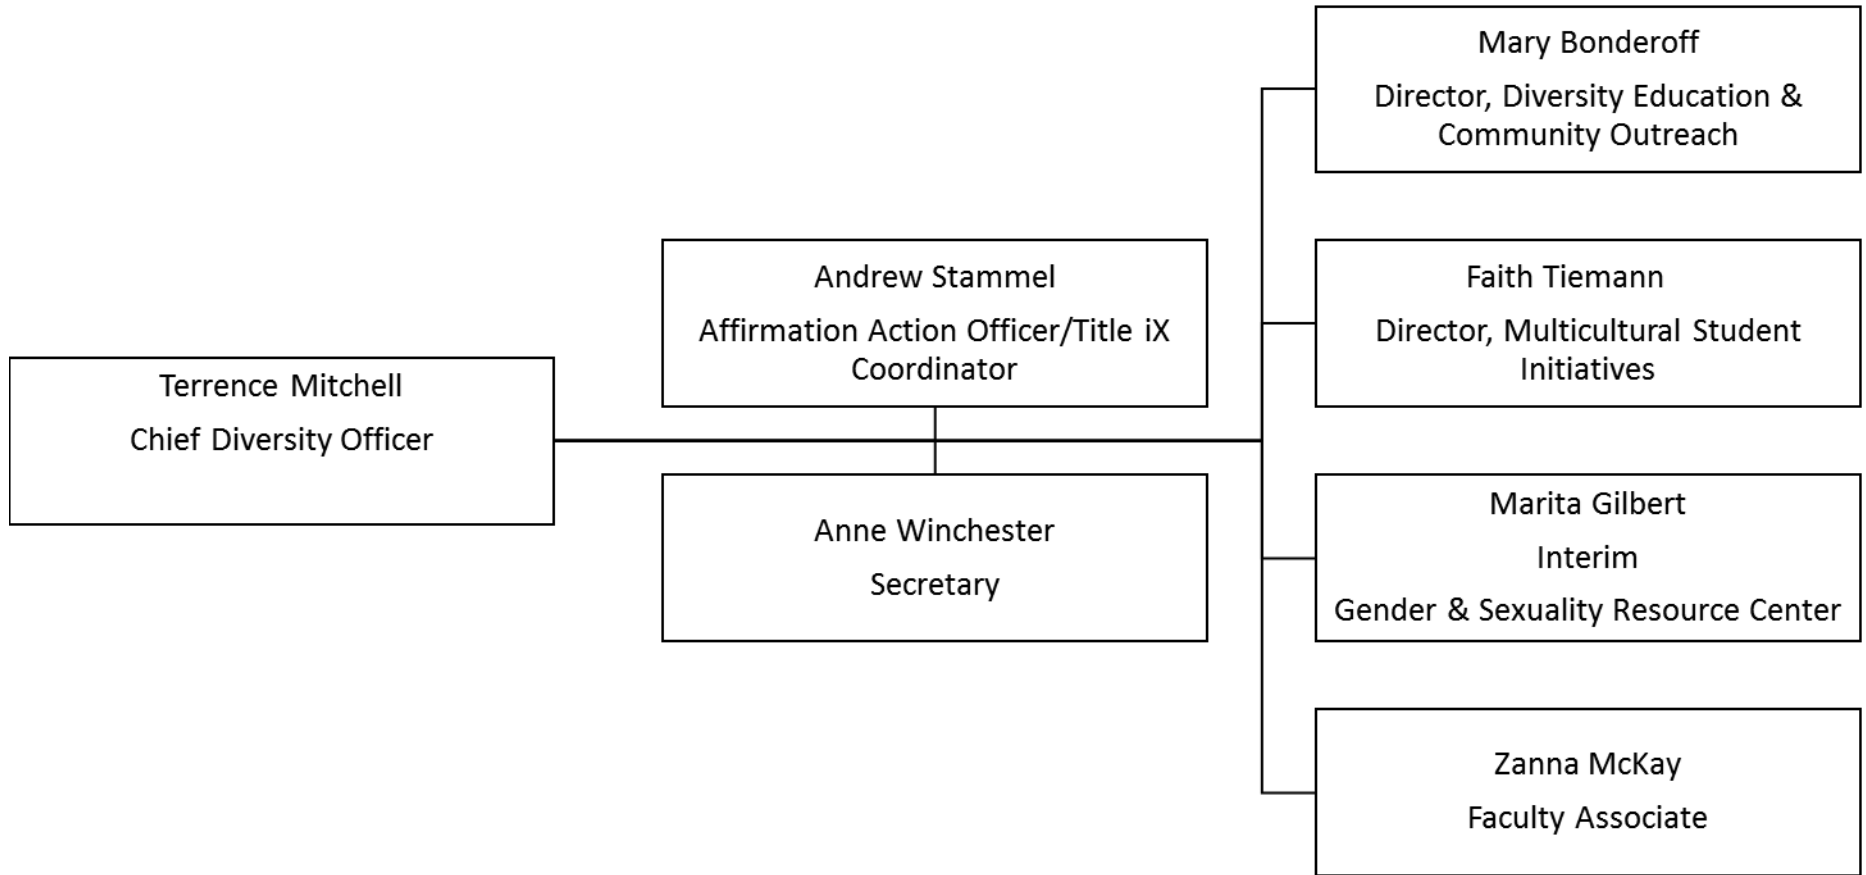 Mary Bonderoff
Director, Diversity Education &
Community Outreach
Andrew Stammel
Affirmation Action Officer/Title iX
Coordinator
Faith Tiemann
Director, Multicultural Student
Initiatives
Terrence Mitchell
Chief Diversity Officer
Anne Winchester
Secretary
Marita Gilbert
Interim
Gender & Sexuality Resource Center
Zanna McKay
Faculty Associate